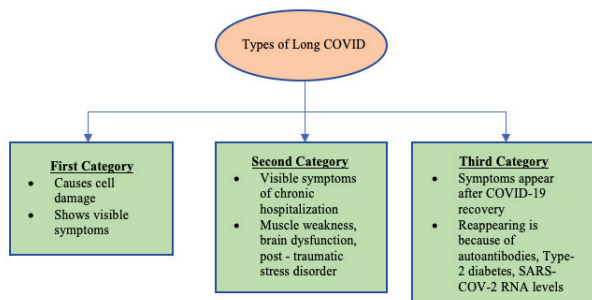 Types of Long COVID
First Category
• Causes cell
damage
• Shows visible
symptoms
Second Category
• Visible symptoms
of chronic
hospitalization
• Muscle weakness,
brain dysfunction,
post - traumatic
stress disorder
Third Category
• Symptoms appear
after COVID-19
recovery
• Reappearing is
because of
autoantibodies, Type-
2 diabetes, SARS-
COV-2 RNA levels